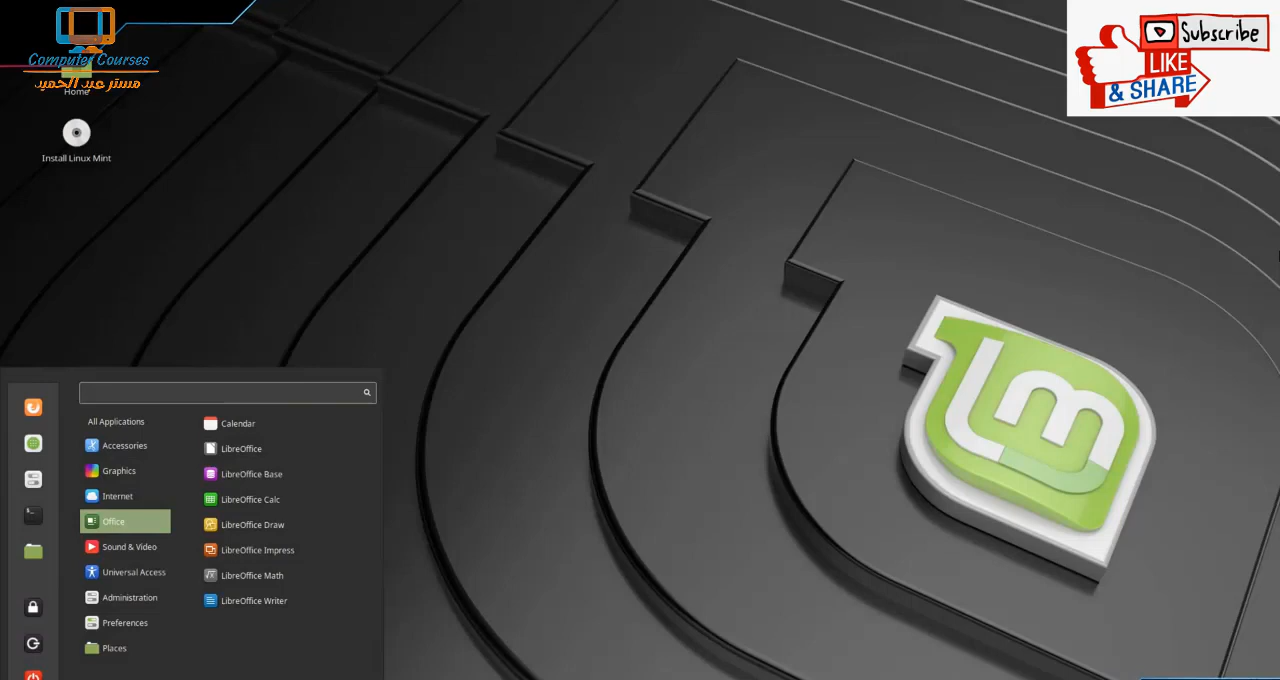 Computer Courses
مستر عبد الحميد
Home
Install Linux Mint
Subscribe
LIKE
& SHARE
lm
All Applications
Accessories
Graphics
Internet
Office
Sound & Video
Universal Access
Administration
Preferences
Places
Calendar
LibreOffice
LibreOffice Base
LibreOffice Calc
LibreOffice Draw
LibreOffice Impress
LibreOffice Math
LibreOffice Writer